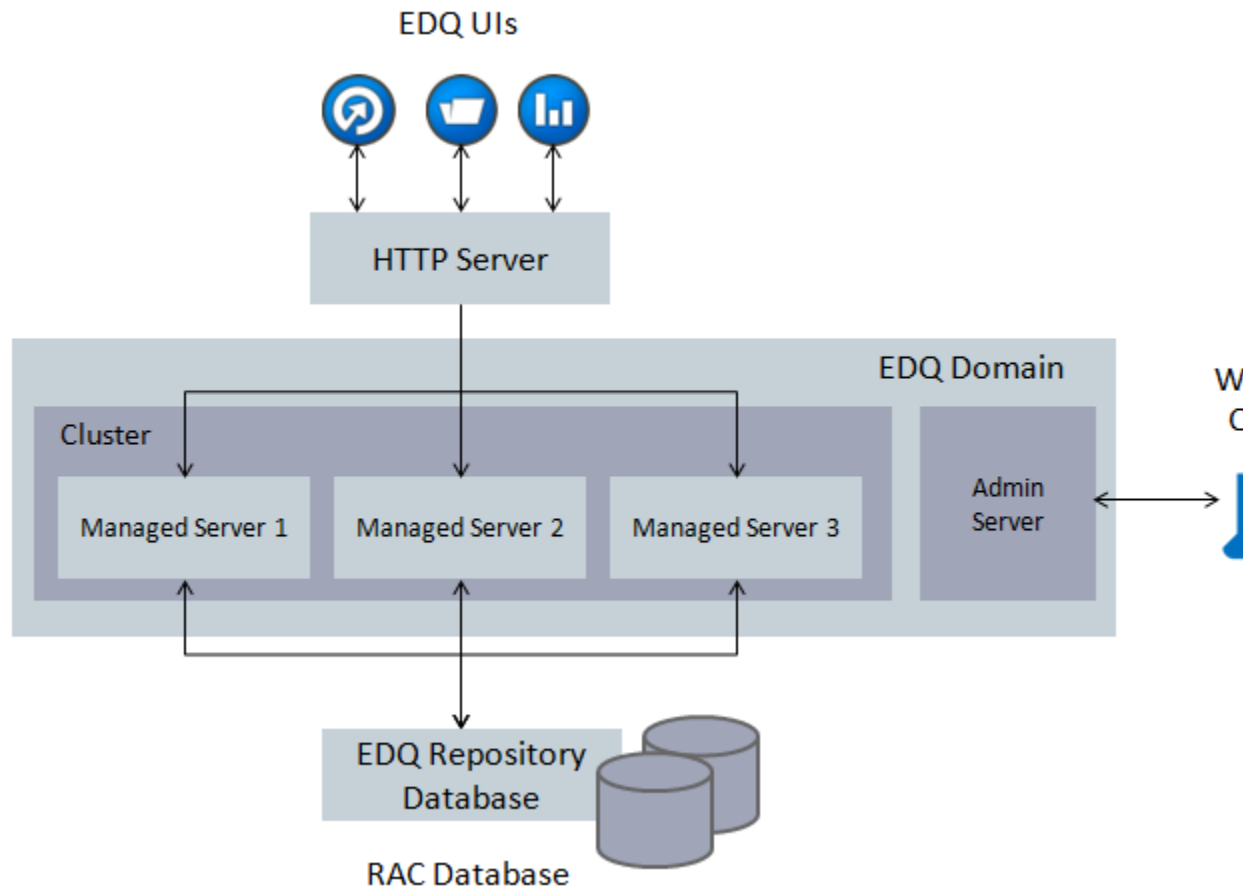 EDQ UIs
HTTP Server
EDQ Domain
Cluster
Managed Server 1
Managed Server 2
Managed Server 3
Admin
Server
EDQ Repository
Database
RAC Database